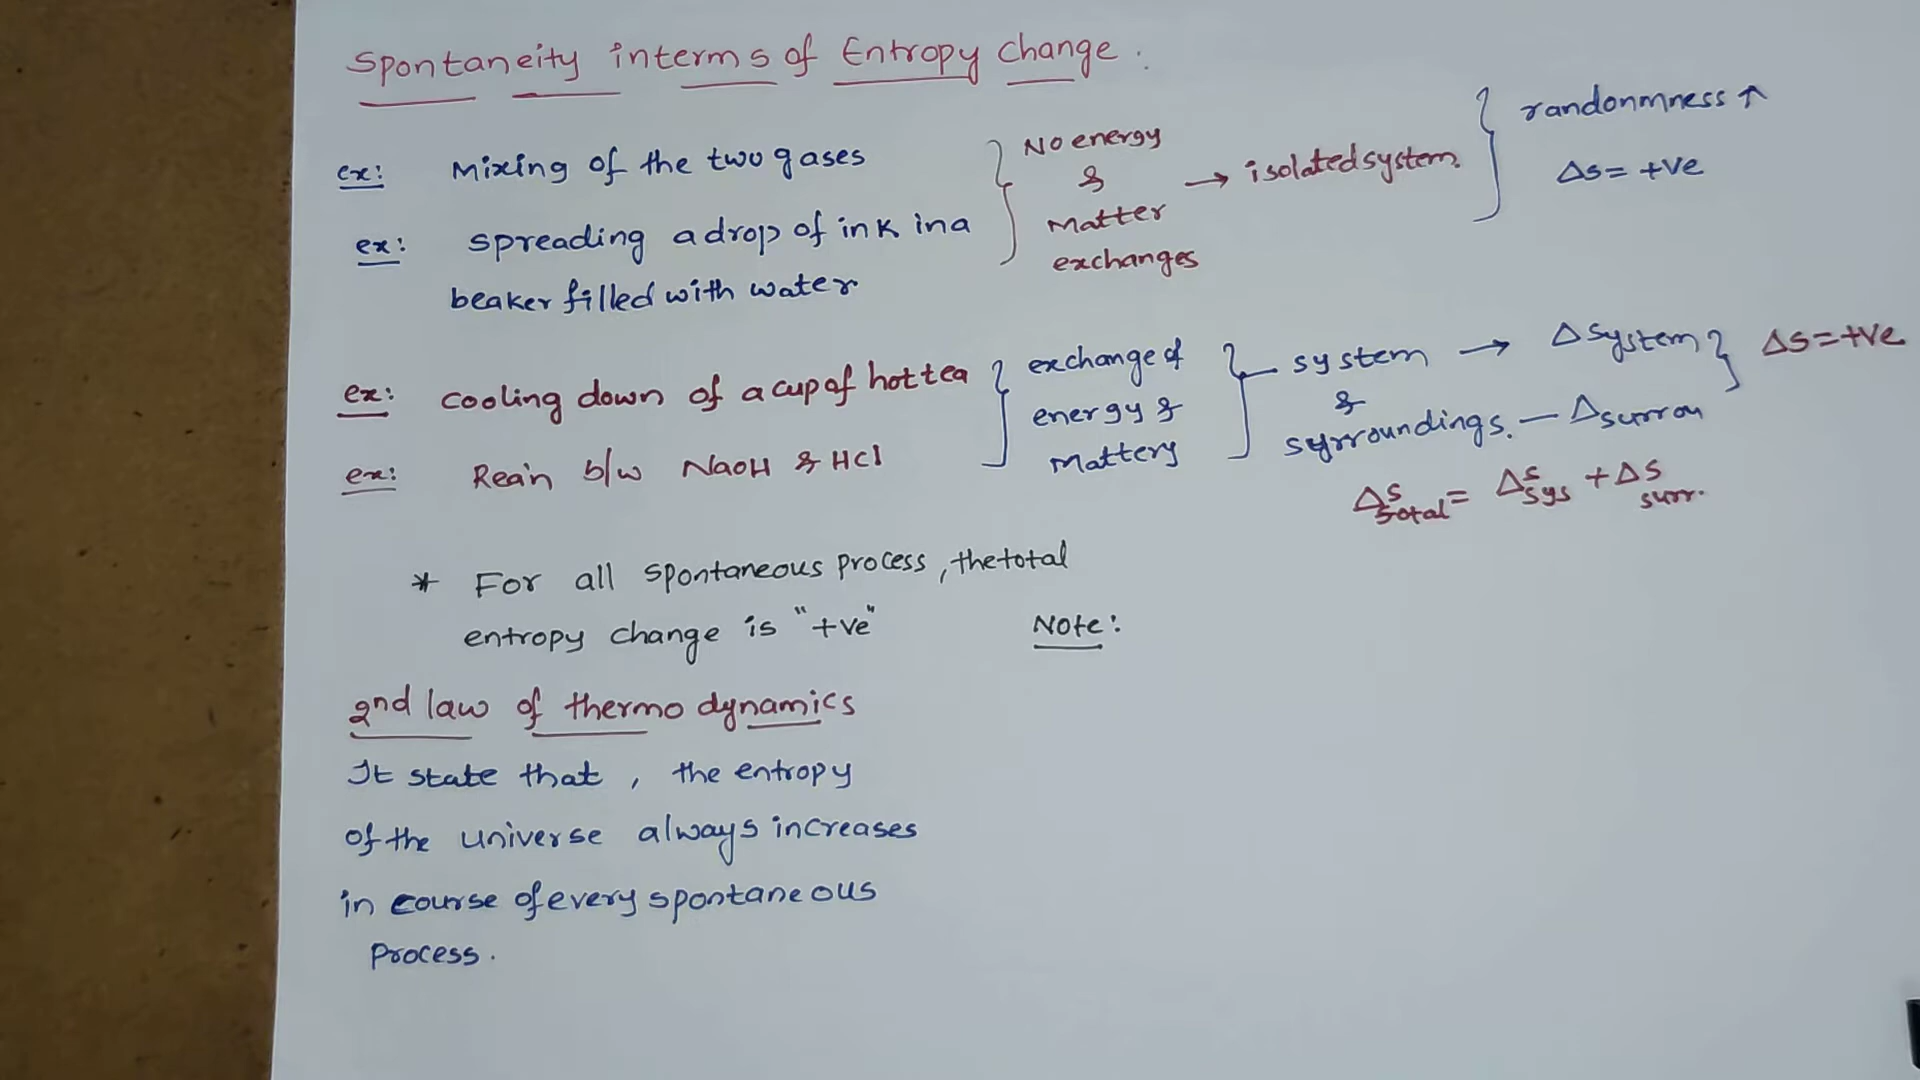 Spontaneity interms of Entropy change.
ex: Mixing of the two gases
ex: spreading a drop of ink in a
beaker filled with water
No energy
&
Matter
exchanges
→ isolated system.
randonmness ↑
Δs = +ve
ex: cooling down of a cup of hot tea
ex: Rea'n b/w NaOH & HCl
exchange of
energy &
Mattery
system → Δsystem
&
syrroundings. — Δsurrou
Δs = +ve
ΔS total = ΔS sys + ΔS surr.
* For all spontaneous process, the total
entropy change is "+ve"
Note:
2nd law of thermo dynamics
It state that, the entropy
of the universe always increases
in course of every spontaneous
process.